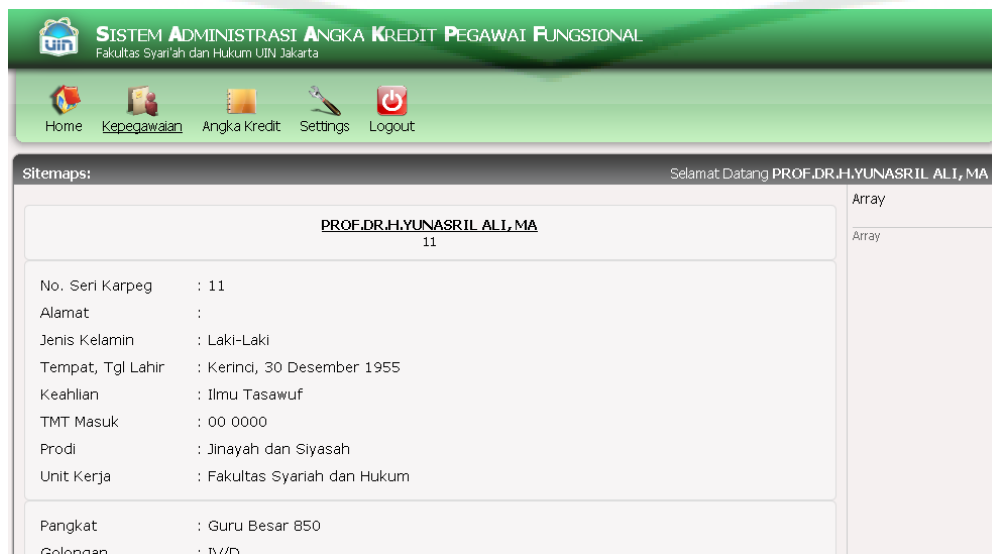 uin
SISTEM ADMINISTRASI ANGKA KREDIT PEGAWAI FUNGSIONAL
Fakultas Syari'ah dan Hukum UIN Jakarta
Home Kepegawaian Angka Kredit Settings Logout
Sitemaps: Selamat Datang PROF.DR.H.YUNASRIL ALI, MA
PROF.DR.H.YUNASRIL ALI, MA
11
No. Seri Karpeg : 11
Alamat :
Jenis Kelamin : Laki-Laki
Tempat, Tgl Lahir : Kerinci, 30 Desember 1955
Keahlian : Ilmu Tasawuf
TMT Masuk : 00 0000
Prodi : Jinayah dan Siyasah
Unit Kerja : Fakultas Syariah dan Hukum
Pangkat : Guru Besar 850
Golongan : IV/D
Array
Array